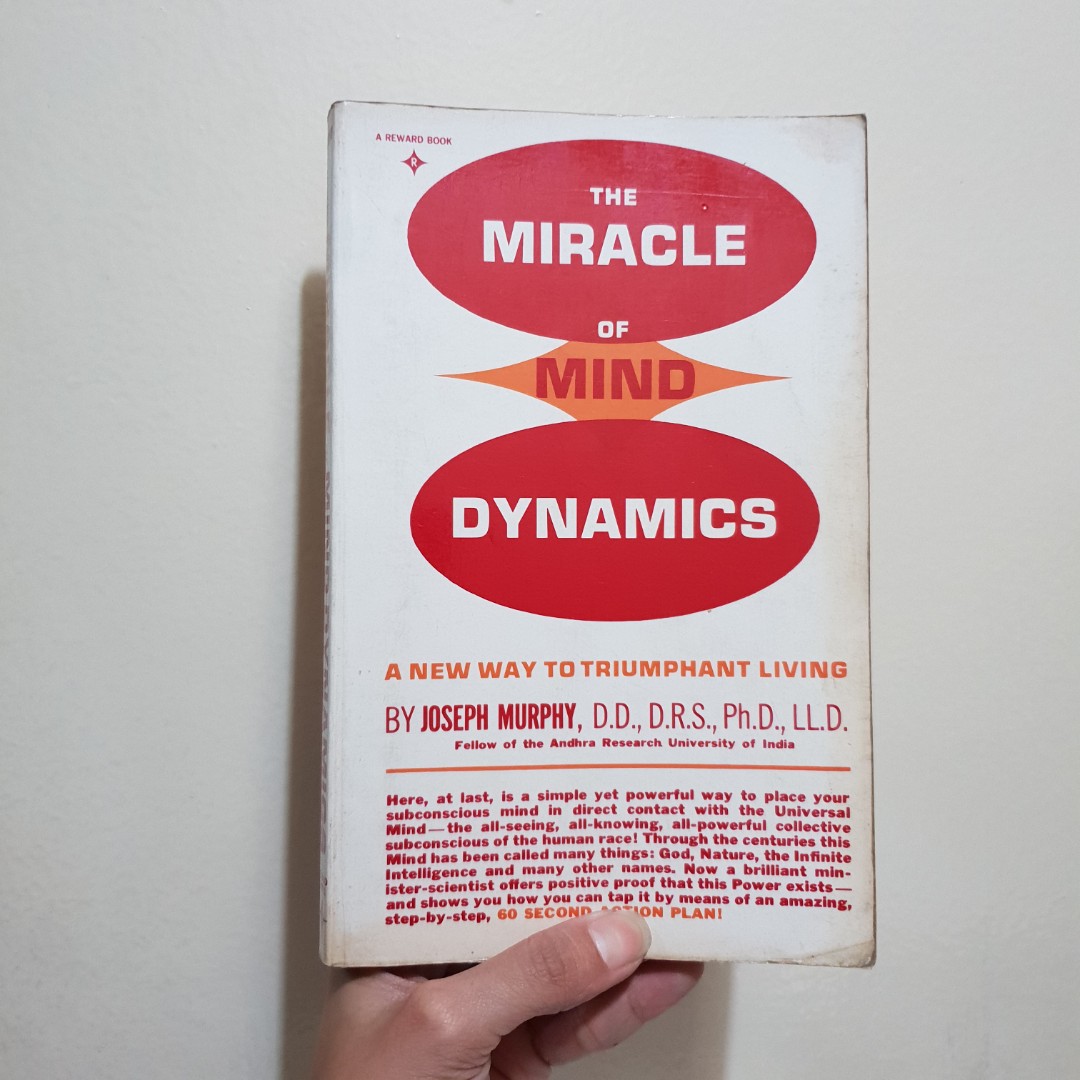 A REWARD BOOK
R
THE
MIRACLE
OF
MIND
DYNAMICS
A NEW WAY TO TRIUMPHANT LIVING
BY JOSEPH MURPHY, D.D., D.R.S., Ph.D., LL.D.
Fellow of the Andhra Research University of India
Here, at last, is a simple yet powerful way to place your
subconscious mind in direct contact with the Universal
Mind—the all-seeing, all-knowing, all-powerful collective
subconscious of the human race! Through the centuries this
Mind has been called many things: God, Nature, the Infinite
Intelligence and many other names. Now a brilliant min-
ister-scientist offers positive proof that this Power exists—
and shows you how you can tap it by means of an amazing,
step-by-step, 60 SECOND ACTION PLAN!